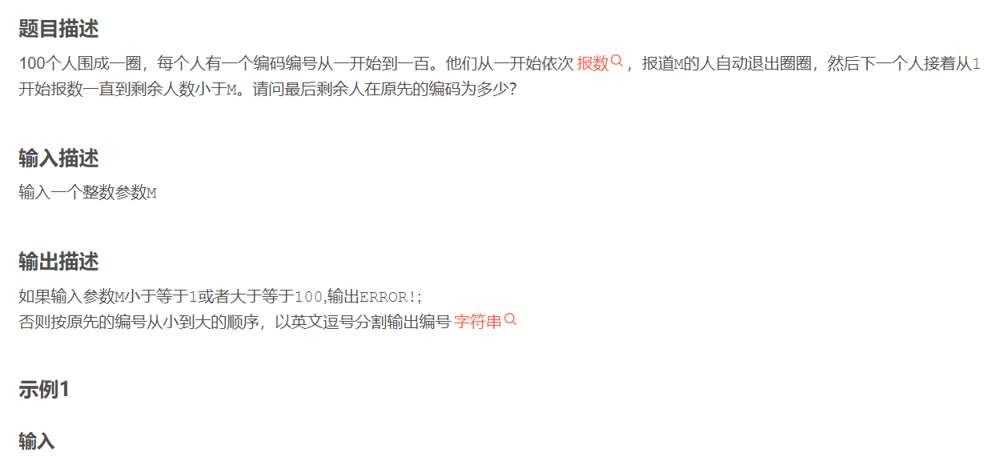 题目描述
100个人围成一圈，每个人有一个编码编号从一开始到一百。他们从一开始依次报数，报道M的人自动退出圈圈，然后下一个人接着从1
开始报数一直到剩余人数小于M。请问最后剩余人在原先的编码为多少？
输入描述
输入一个整数参数M
输出描述
如果输入参数M小于等于1或者大于等于100,输出ERROR!;
否则按原先的编号从小到大的顺序，以英文逗号分割输出编号字符串
示例1
输入